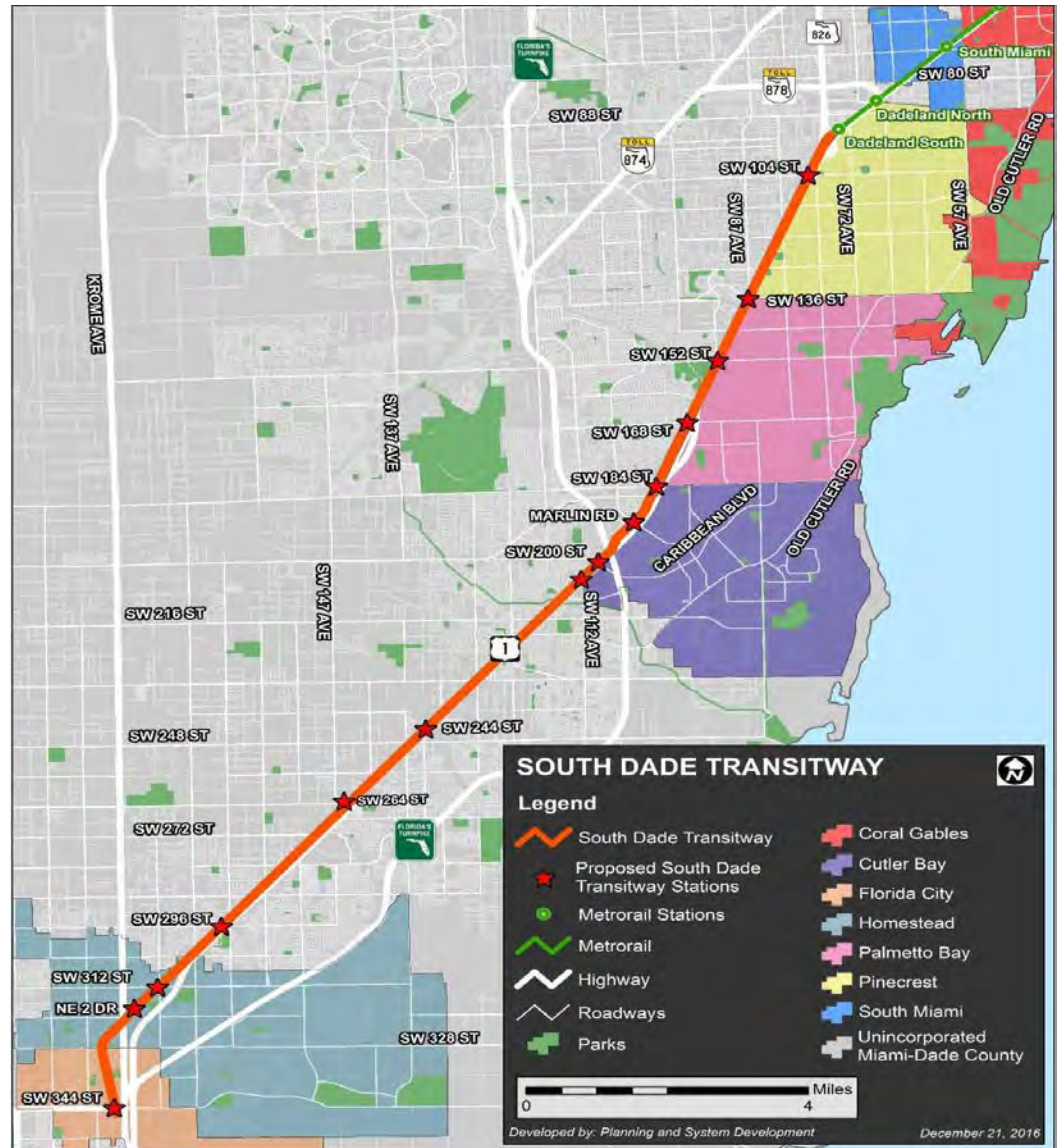 FLORIDA'S
TURNPIKE
826
South Miami
SW 80 ST
TOLL
878
Dadeland North
SW 88 ST
TOLL
874
Dadeland South
OLD CUTLER RD
SW 104 ST
SW 87 AVE
SW 72 AVE
SW 57 AVE
KROME AVE
SW 136 ST
SW 152 ST
SW 137 AVE
SW 168 ST
SW 184 ST
MARLIN RD
CARIBBEAN BLVD
OLD CUTLER RD
SW 200 ST
SW 147 AVE
SW 112 AVE
SW 216 ST
1
SW 244 ST
SW 248 ST
SW 264 ST
SW 272 ST
FLORIDA'S
TURNPIKE
SW 296 ST
SW 312 ST
NE 2 DR
SW 328 ST
SW 344 ST
SOUTH DADE TRANSITWAY
N
Legend
South Dade Transitway
Proposed South Dade
Transitway Stations
Metrorail Stations
Metrorail
Highway
Roadways
Parks
Coral Gables
Cutler Bay
Florida City
Homestead
Palmetto Bay
Pinecrest
South Miami
Unincorporated
Miami-Dade County
Miles
0 4
Developed by: Planning and System Development
December 21, 2016